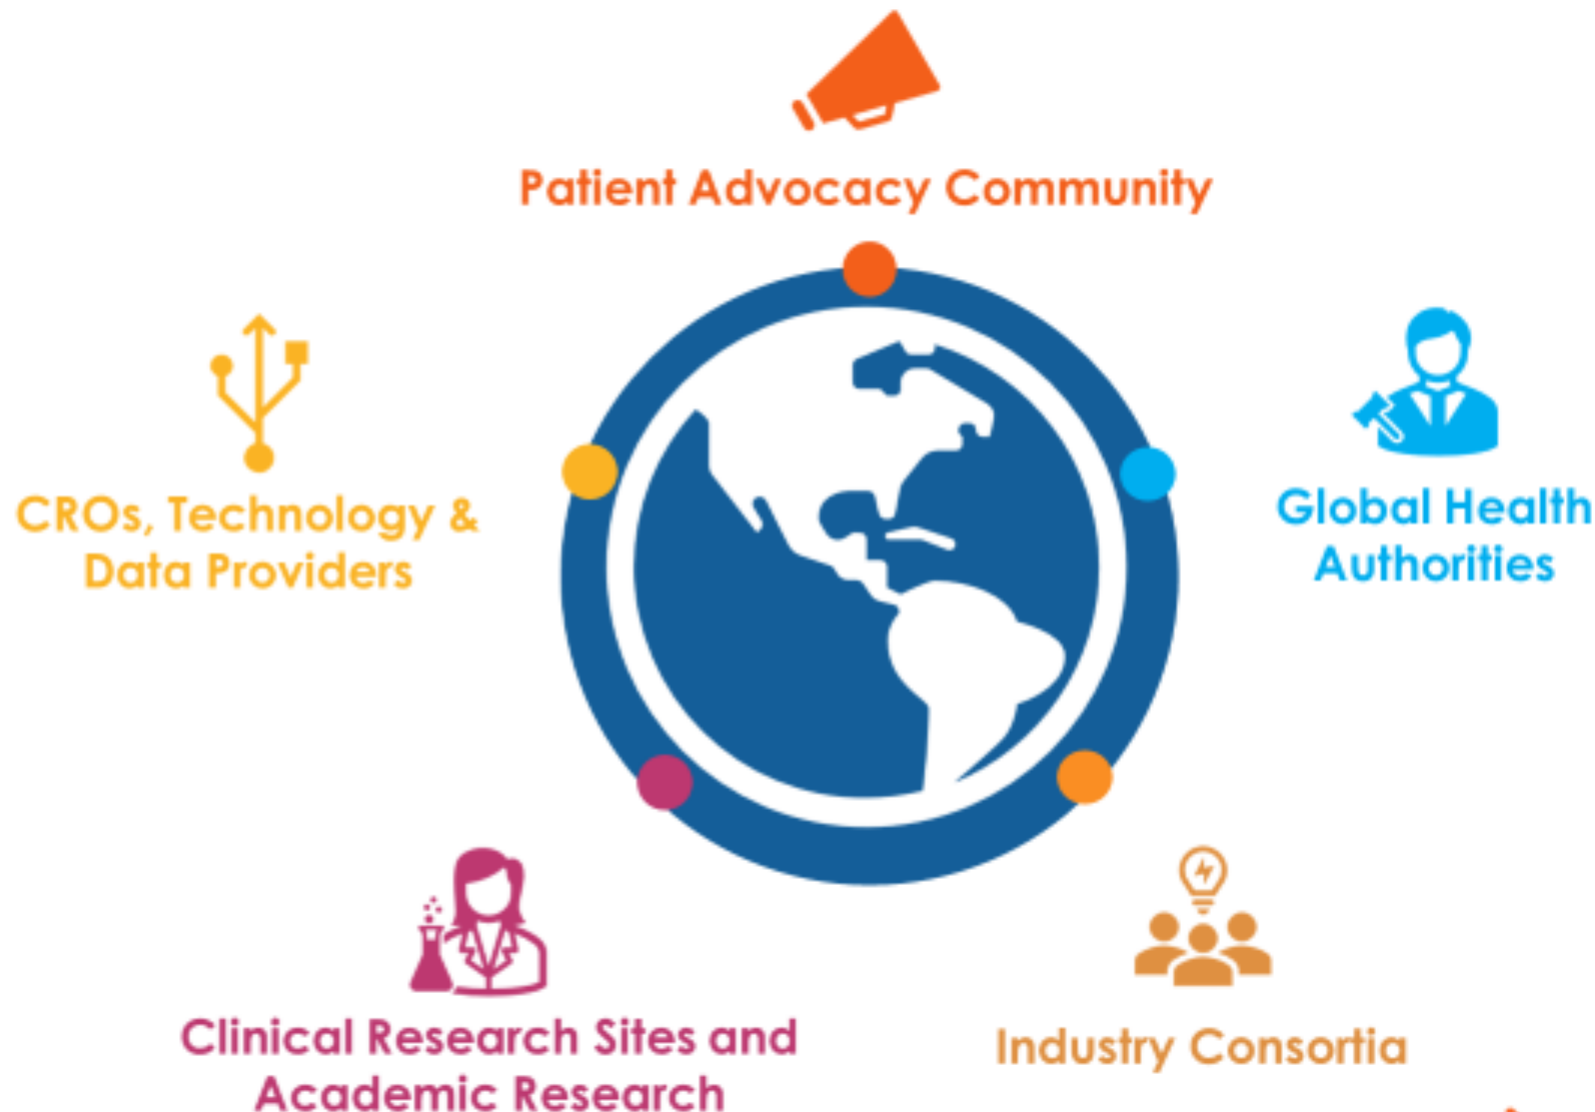 Patient Advocacy Community
CROs, Technology &
Data Providers
Global Health
Authorities
Clinical Research Sites and
Academic Research
Industry Consortia